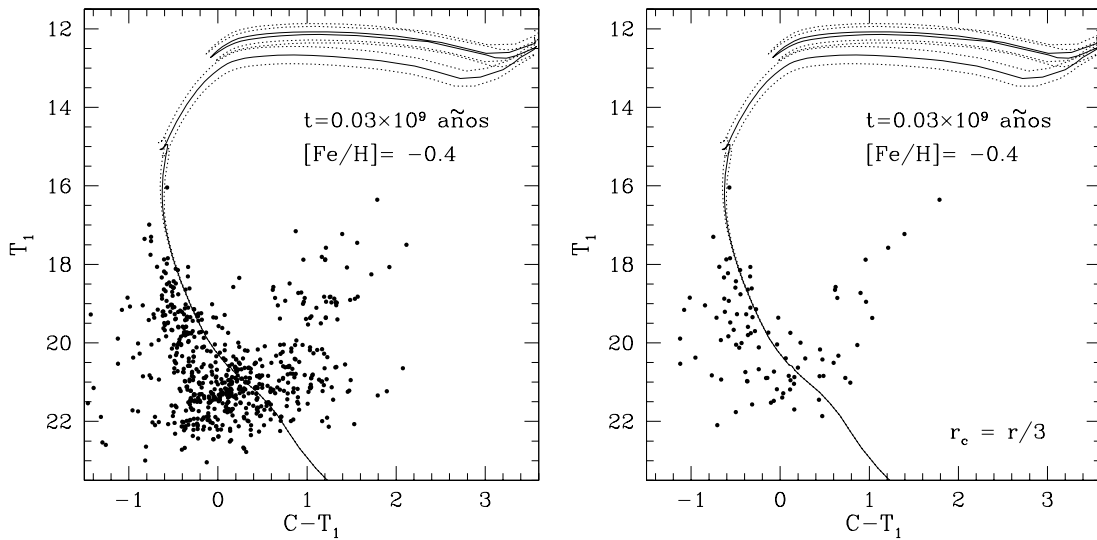 12
14
16
18
20
22
T₁
t=0.03×10⁹ años
[Fe/H]= −0.4
−1 0 1 2 3
C−T₁
12
14
16
18
20
22
T₁
t=0.03×10⁹ años
[Fe/H]= −0.4
r_c = r/3
−1 0 1 2 3
C−T₁